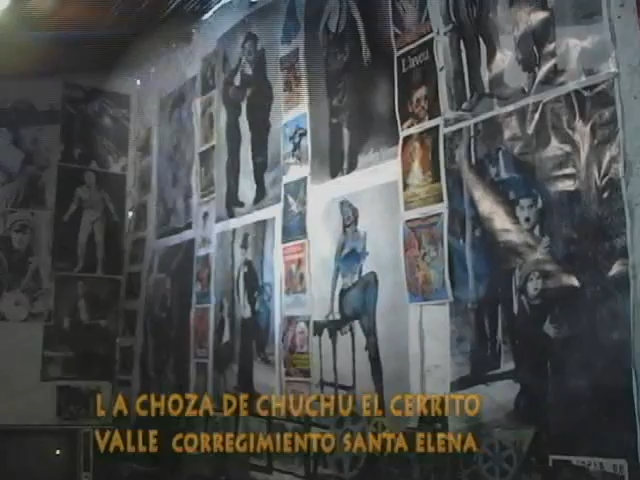 L A CHOZA DE CHUCHU EL CERRITO
VALLE CORREGIMIENTO SANTA ELENA